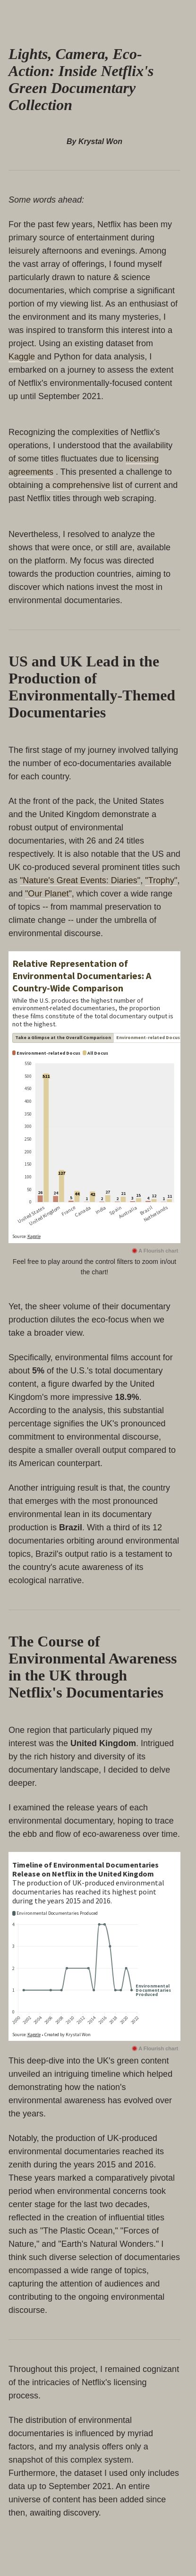 Lights, Camera, Eco-
Action: Inside Netflix's
Green Documentary
Collection
By Krystal Won
Some words ahead:
For the past few years, Netflix has been my
primary source of entertainment during
leisurely afternoons and evenings. Among
the vast array of offerings, I found myself
particularly drawn to nature & science
documentaries, which comprise a significant
portion of my viewing list. As an enthusiast of
the environment and its many mysteries, I
was inspired to transform this interest into a
project. Using an existing dataset from
Kaggle and Python for data analysis, I
embarked on a journey to assess the extent
of Netflix's environmentally-focused content
up until September 2021.
Recognizing the complexities of Netflix's
operations, I understood that the availability
of some titles fluctuates due to licensing
agreements . This presented a challenge to
obtaining a comprehensive list of current and
past Netflix titles through web scraping.
Nevertheless, I resolved to analyze the
shows that were once, or still are, available
on the platform. My focus was directed
towards the production countries, aiming to
discover which nations invest the most in
environmental documentaries.
US and UK Lead in the
Production of
Environmentally-Themed
Documentaries
The first stage of my journey involved tallying
the number of eco-documentaries available
for each country.
At the front of the pack, the United States
and the United Kingdom demonstrate a
robust output of environmental
documentaries, with 26 and 24 titles
respectively. It is also notable that the US and
UK co-produced several prominent titles such
as "Nature's Great Events: Diaries", "Trophy",
and "Our Planet", which cover a wide range
of topics -- from mammal preservation to
climate change -- under the umbrella of
environmental discourse.
Relative Representation of
Environmental Documentaries: A
Country-Wide Comparison
While the U.S. produces the highest number of
environment-related documentaries, the proportion
these films constitute of the total documentary output is
not the highest.
Take a Glimpse at the Overall Comparison Environment-related Docus
Environment-related Docus All Docus
550
500
450
400
350
300
250
200
150
100
50
0
511
127
44
42
27
21
15
12
11
26
24
United States
United Kingdom
France
Canada
India
Spain
Australia
Brazil
Netherlands
Source: Kaggle
A Flourish chart
Feel free to play around the control filters to zoom in/out
the chart!
Yet, the sheer volume of their documentary
production dilutes the eco-focus when we
take a broader view.
Specifically, environmental films account for
about 5% of the U.S.'s total documentary
content, a figure dwarfed by the United
Kingdom's more impressive 18.9%.
According to the analysis, this substantial
percentage signifies the UK's pronounced
commitment to environmental discourse,
despite a smaller overall output compared to
its American counterpart.
Another intriguing result is that, the country
that emerges with the most pronounced
environmental lean in its documentary
production is Brazil. With a third of its 12
documentaries orbiting around environmental
topics, Brazil's output ratio is a testament to
the country's acute awareness of its
ecological narrative.
The Course of
Environmental Awareness
in the UK through
Netflix's Documentaries
One region that particularly piqued my
interest was the United Kingdom. Intrigued
by the rich history and diversity of its
documentary landscape, I decided to delve
deeper.
I examined the release years of each
environmental documentary, hoping to trace
the ebb and flow of eco-awareness over time.
Timeline of Environmental Documentaries
Release on Netflix in the United Kingdom
The production of UK-produced environmental
documentaries has reached its highest point
during the years 2015 and 2016.
Environmental Documentaries Produced
4
3
2
1
0
Environmental
Documentaries
Produced
2000 2002 2004 2006 2008 2010 2012 2014 2016 2018 2020 2022
Source: Kaggle • Created by Krystal Won
A Flourish chart
This deep-dive into the UK's green content
unveiled an intriguing timeline which helped
demonstrating how the nation's
environmental awareness has evolved over
the years.
Notably, the production of UK-produced
environmental documentaries reached its
zenith during the years 2015 and 2016.
These years marked a comparatively pivotal
period when environmental concerns took
center stage for the last two decades,
reflected in the creation of influential titles
such as "The Plastic Ocean," "Forces of
Nature," and "Earth's Natural Wonders." I
think such diverse selection of documentaries
encompassed a wide range of topics,
capturing the attention of audiences and
contributing to the ongoing environmental
discourse.
Throughout this project, I remained cognizant
of the intricacies of Netflix's licensing
process.
The distribution of environmental
documentaries is influenced by myriad
factors, and my analysis offers only a
snapshot of this complex system.
Furthermore, the dataset I used only includes
data up to September 2021. An entire
universe of content has been added since
then, awaiting discovery.